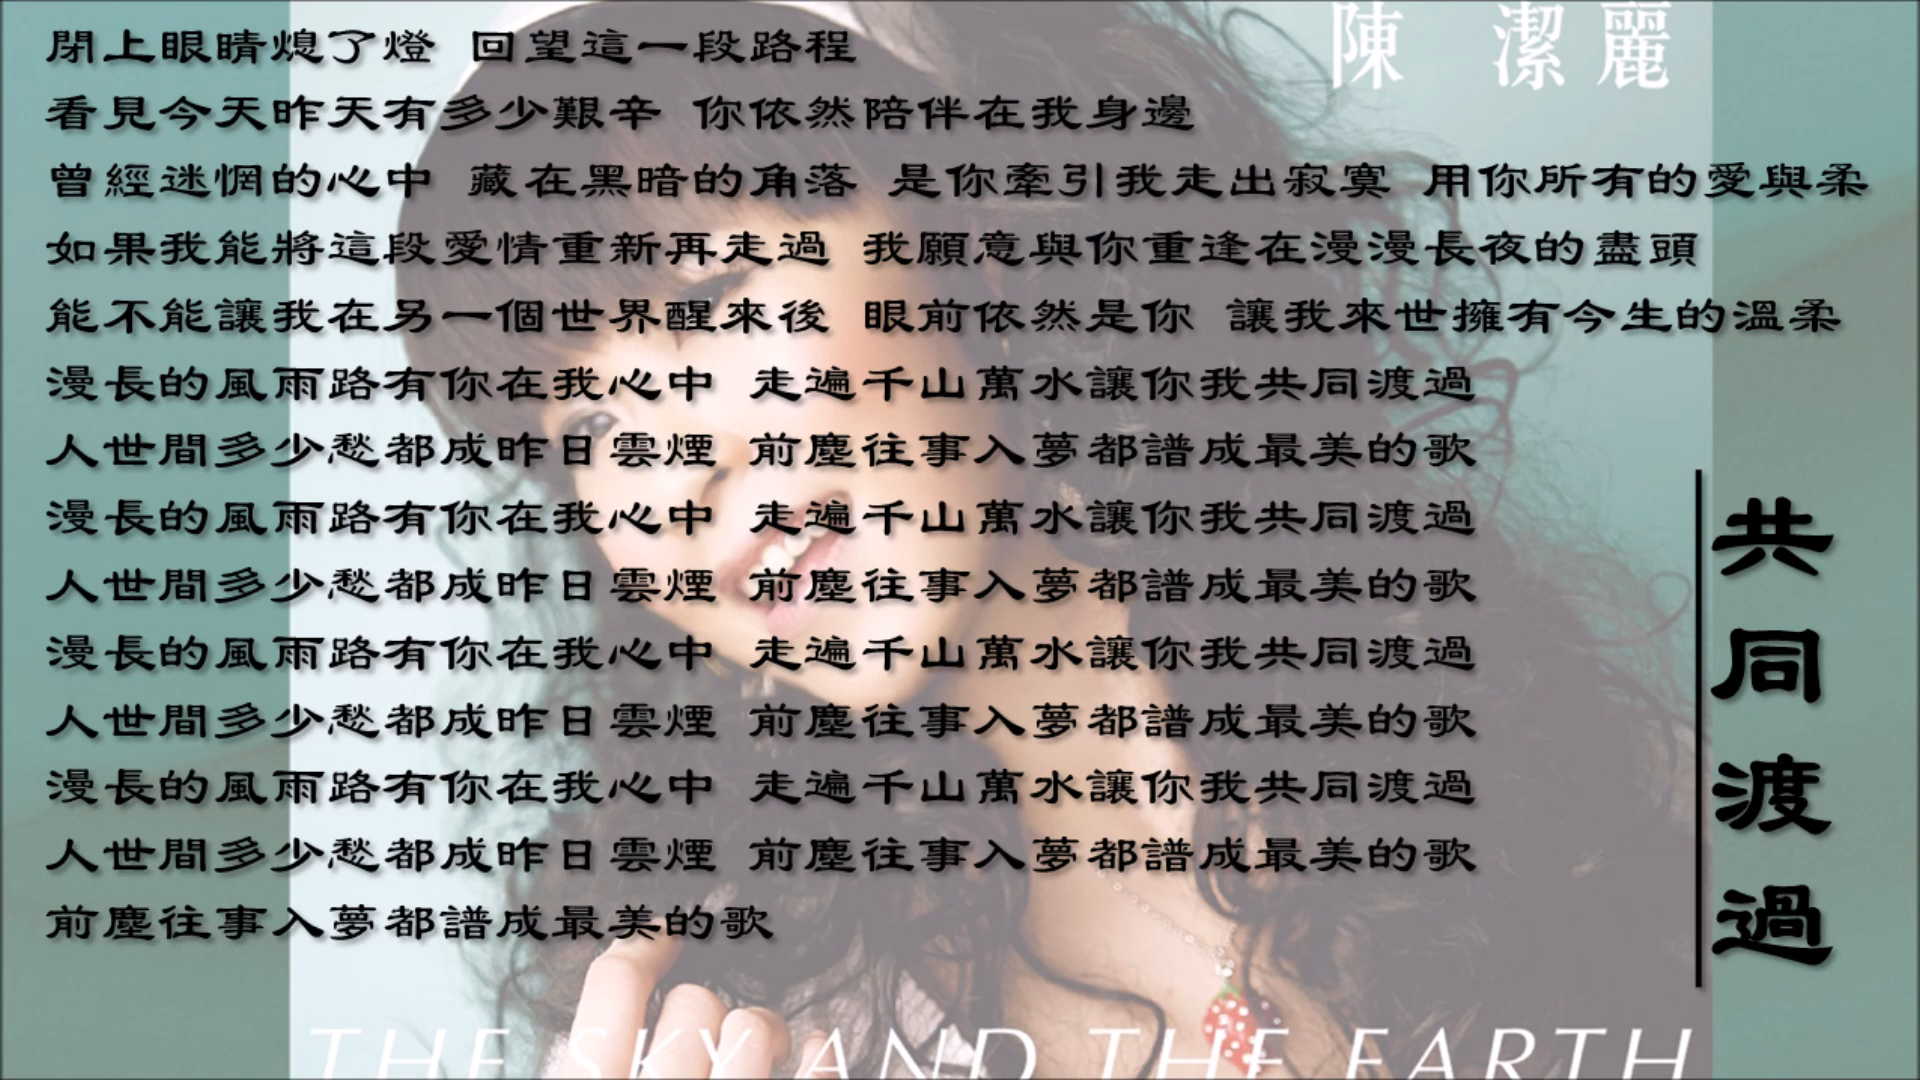 陳 潔麗
閉上眼睛熄了燈 回望這一段路程
看見今天昨天有多少艱辛 你依然陪伴在我身邊
曾經迷惘的心中 藏在黑暗的角落 是你牽引我走出寂寞 用你所有的愛與柔
如果我能將這段愛情重新再走過 我願意與你重逢在漫漫長夜的盡頭
能不能讓我在另一個世界醒來後 眼前依然是你 讓我來世擁有今生的溫柔
漫長的風雨路有你在我心中 走遍千山萬水讓你我共同渡過
人世間多少愁都成昨日雲煙 前塵往事入夢都譜成最美的歌
漫長的風雨路有你在我心中 走遍千山萬水讓你我共同渡過
人世間多少愁都成昨日雲煙 前塵往事入夢都譜成最美的歌
漫長的風雨路有你在我心中 走遍千山萬水讓你我共同渡過
人世間多少愁都成昨日雲煙 前塵往事入夢都譜成最美的歌
漫長的風雨路有你在我心中 走遍千山萬水讓你我共同渡過
人世間多少愁都成昨日雲煙 前塵往事入夢都譜成最美的歌
前塵往事入夢都譜成最美的歌
共同渡過
THE SKY AND THE EARTH